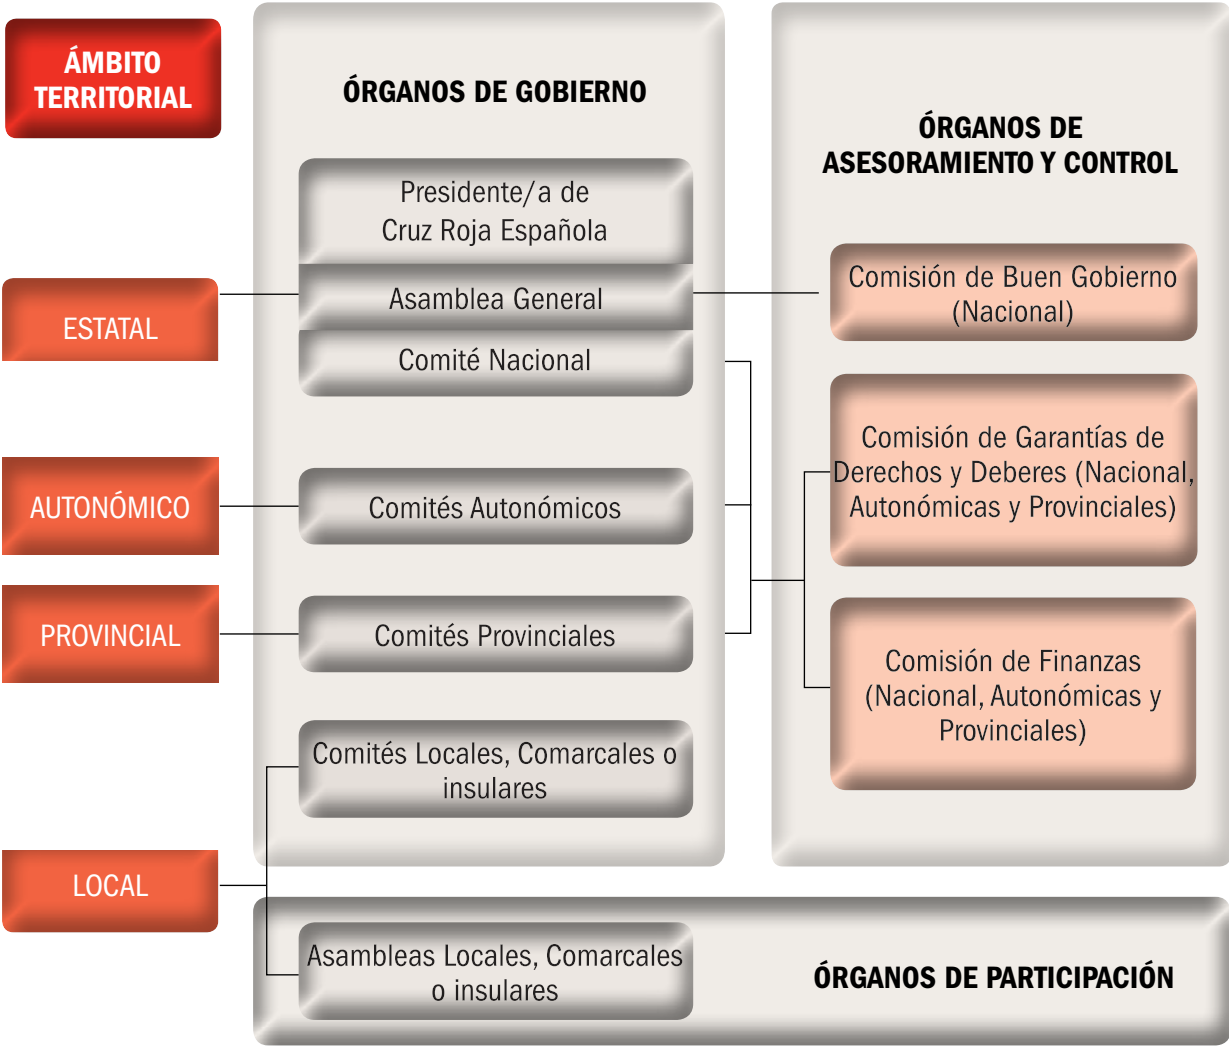 ÁMBITO
TERRITORIAL
ÓRGANOS DE GOBIERNO
ÓRGANOS DE
ASESORAMIENTO Y CONTROL
Presidente/a de
Cruz Roja Española
ESTATAL
Asamblea General
Comité Nacional
Comisión de Buen Gobierno
(Nacional)
AUTONÓMICO
Comités Autonómicos
Comisión de Garantías de
Derechos y Deberes (Nacional,
Autonómicas y Provinciales)
PROVINCIAL
Comités Provinciales
Comisión de Finanzas
(Nacional, Autonómicas y
Provinciales)
LOCAL
Comités Locales, Comarcales o
insulares
Asambleas Locales, Comarcales
o insulares
ÓRGANOS DE PARTICIPACIÓN